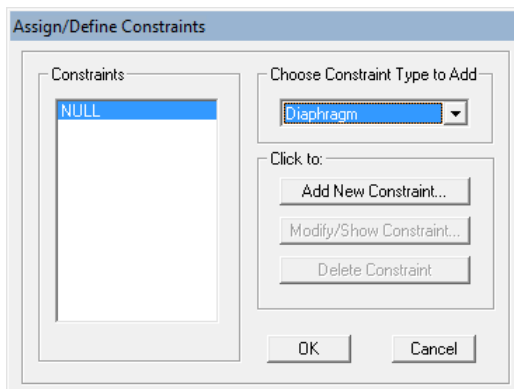 Assign/Define Constraints
Constraints
NULL
Choose Constraint Type to Add
Diaphragm
Click to:
Add New Constraint...
Modify/Show Constraint...
Delete Constraint
OK
Cancel